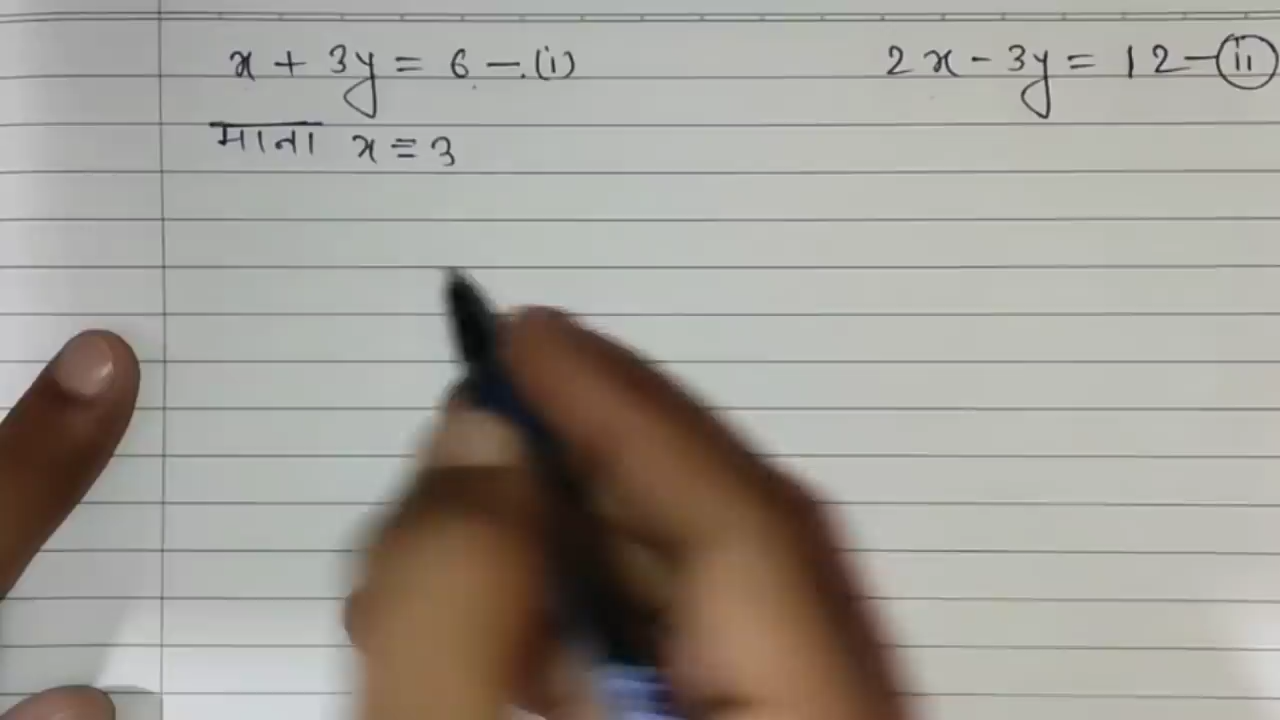 x + 3y = 6 - (i)
2x - 3y = 12 - (ii)
माना x = 3